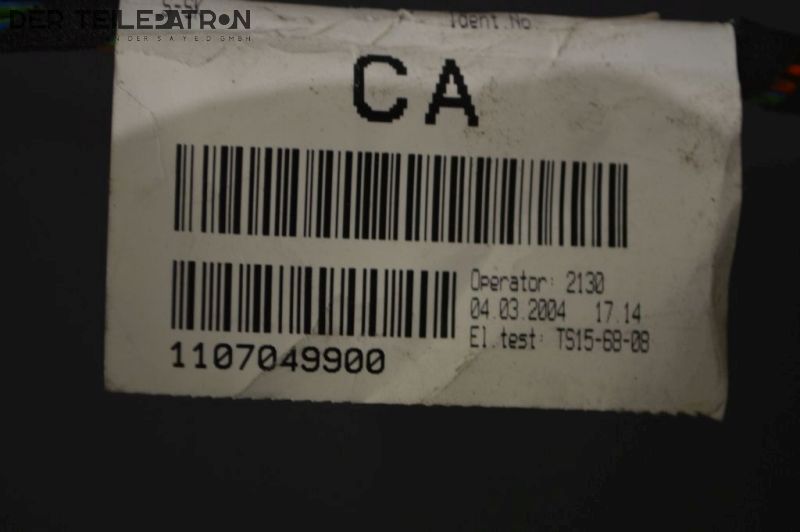 DER TEILEPATRON
Ident.No.
CA
Operator: 2130
04.03.2004 17.14
El.test: TS15-68-08
1107049900